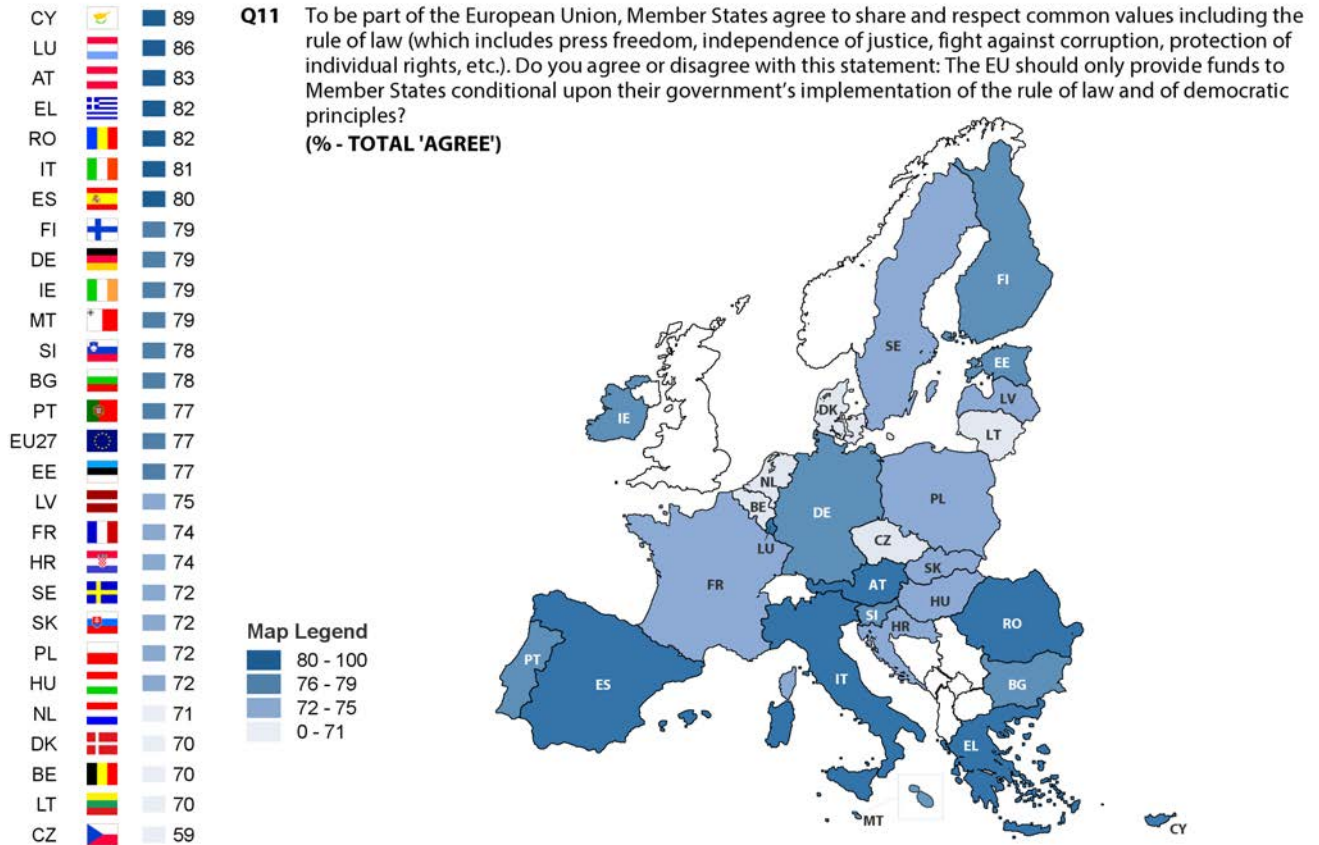 CY 89
LU 86
AT 83
EL 82
RO 82
IT 81
ES 80
FI 79
DE 79
IE 79
MT 79
SI 78
BG 78
PT 77
EU27 77
EE 77
LV 75
FR 74
HR 74
SE 72
SK 72
PL 72
HU 72
NL 71
DK 70
BE 70
LT 70
CZ 59
Q11 To be part of the European Union, Member States agree to share and respect common values including the
rule of law (which includes press freedom, independence of justice, fight against corruption, protection of
individual rights, etc.). Do you agree or disagree with this statement: The EU should only provide funds to
Member States conditional upon their government’s implementation of the rule of law and of democratic
principles?
(% - TOTAL 'AGREE')
FI
SE
EE
LV
DK
IE
LT
NL
PL
BE
DE
CZ
LU
SK
FR
AT
HU
SI
HR
RO
PT
ES
IT
BG
EL
MT
CY
Map Legend
80 - 100
76 - 79
72 - 75
0 - 71